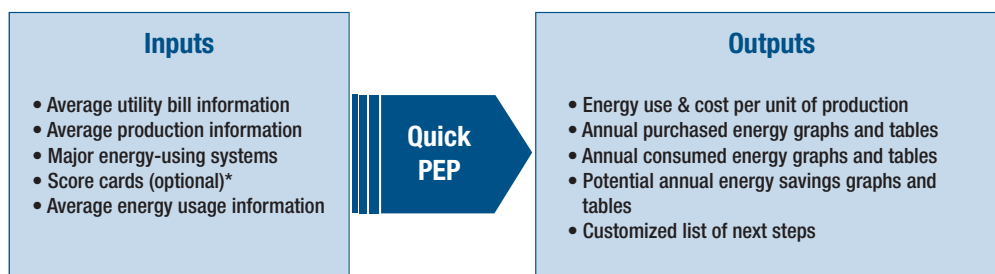 Inputs
• Average utility bill information
• Average production information
• Major energy-using systems
• Score cards (optional)*
• Average energy usage information
Quick
PEP
Outputs
• Energy use & cost per unit of production
• Annual purchased energy graphs and tables
• Annual consumed energy graphs and tables
• Potential annual energy savings graphs and
tables
• Customized list of next steps